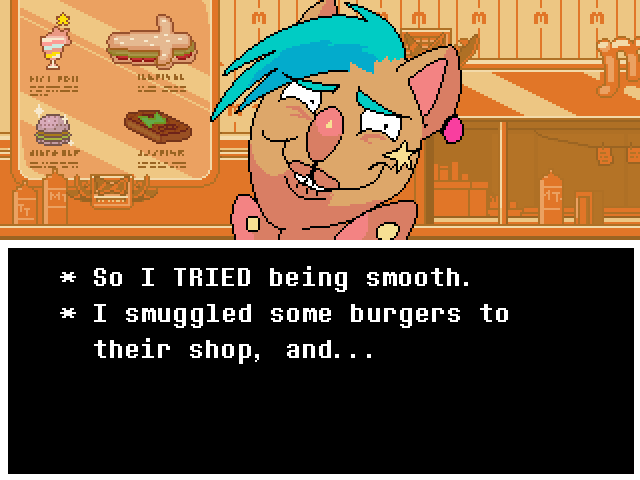 * So I TRIED being smooth.
* I smuggled some burgers to
their shop, and...